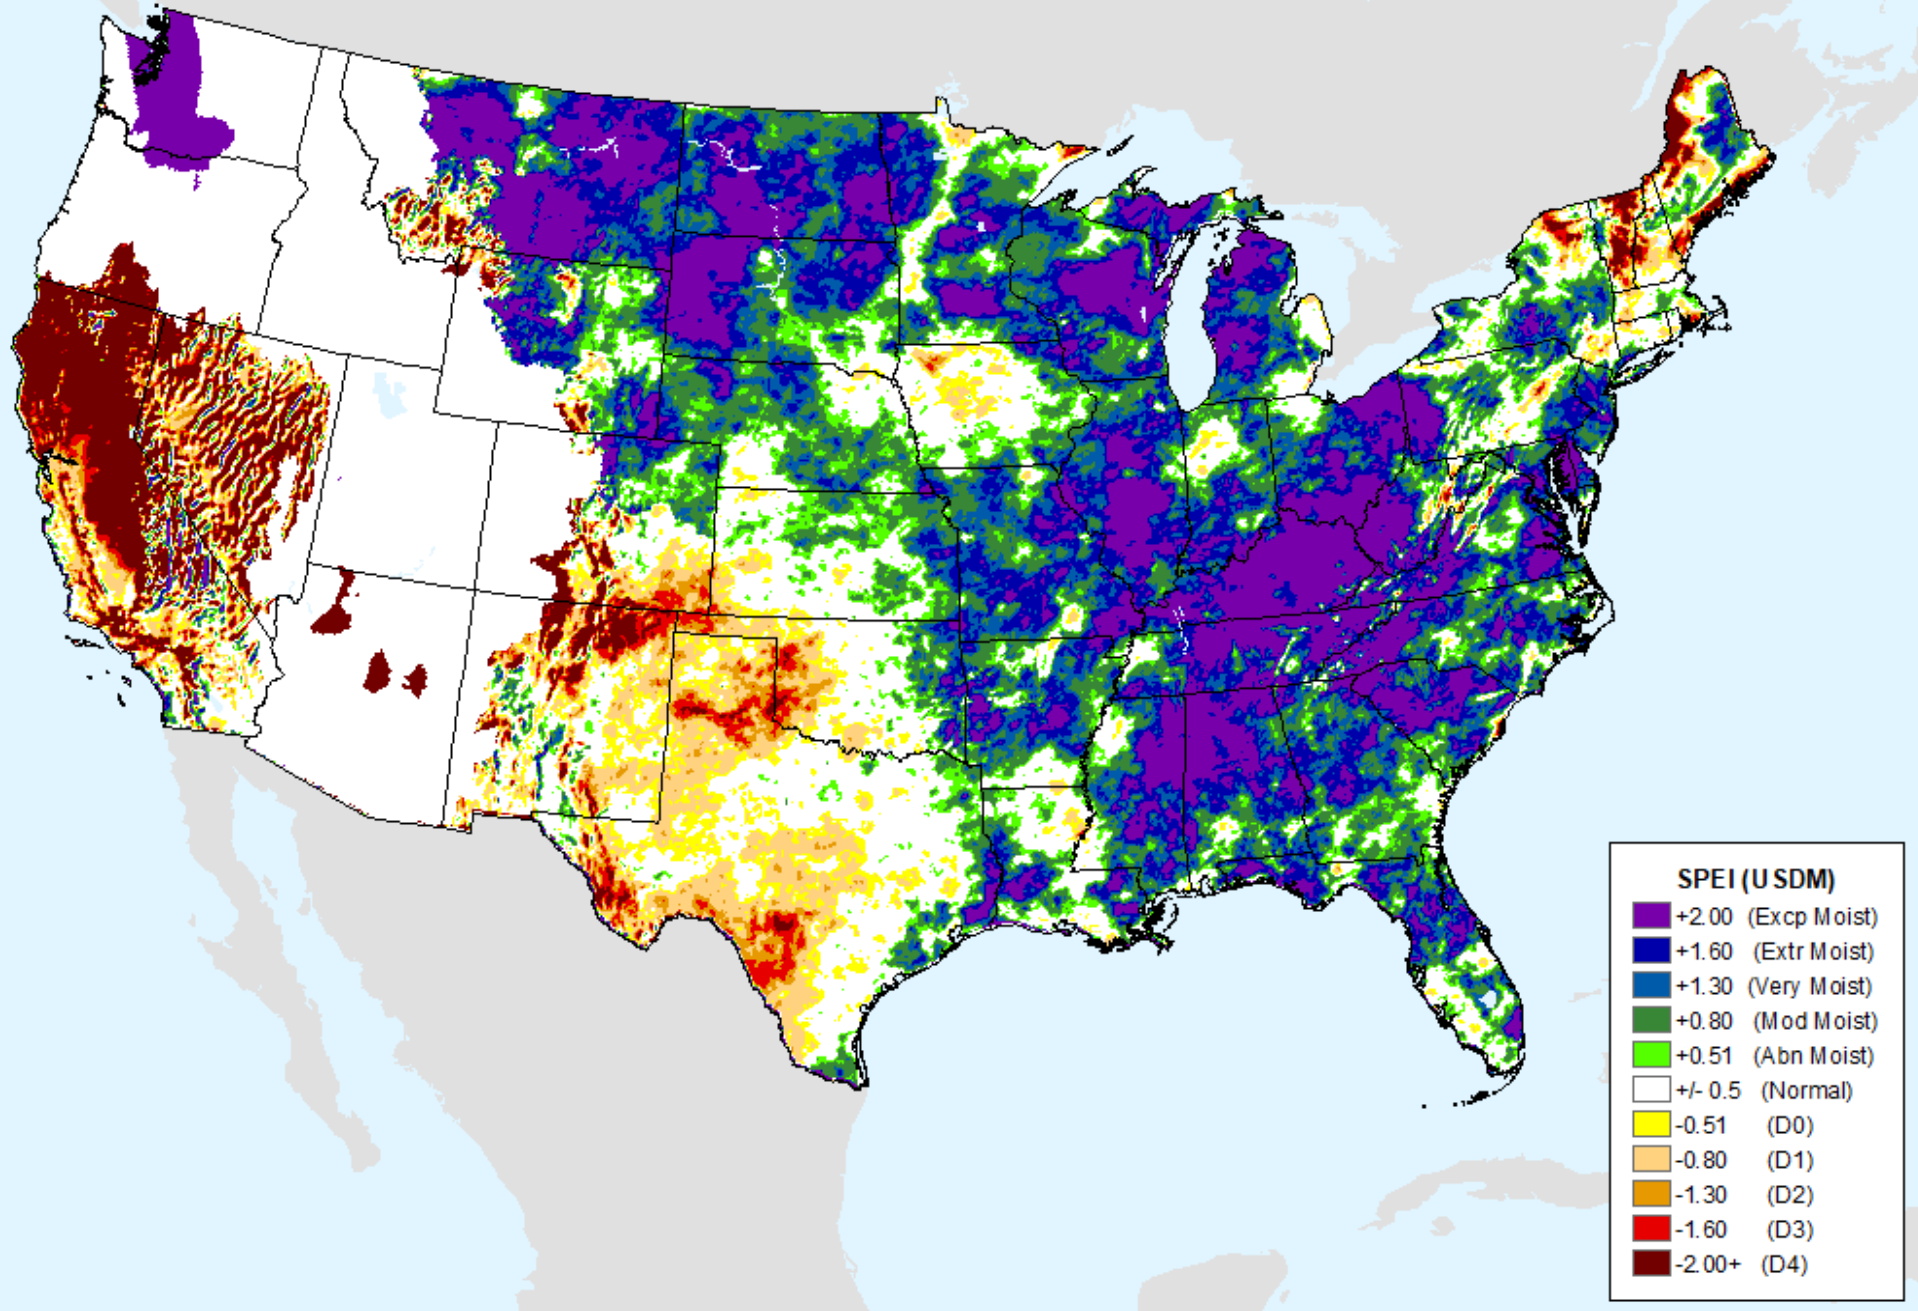 SPEI (USDM)
+2.00 (Excp Moist)
+1.60 (Extr Moist)
+1.30 (Very Moist)
+0.80 (Mod Moist)
+0.51 (Abn Moist)
+/- 0.5 (Normal)
-0.51 (D0)
-0.80 (D1)
-1.30 (D2)
-1.60 (D3)
-2.00+ (D4)